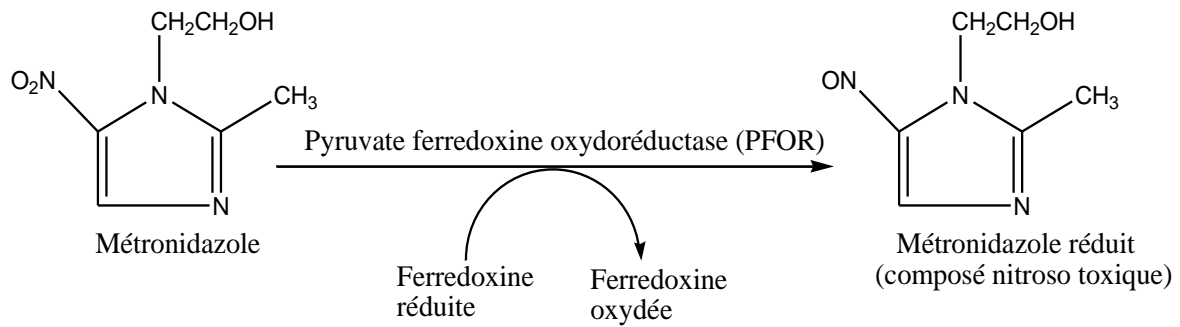 CH₂CH₂OH
O₂N
N
CH₃
N
Métronidazole
Pyruvate ferredoxine oxydoréductase (PFOR)
Ferredoxine
réduite
Ferredoxine
oxydée
CH₂CH₂OH
ON
N
CH₃
N
Métronidazole réduit
(composé nitroso toxique)